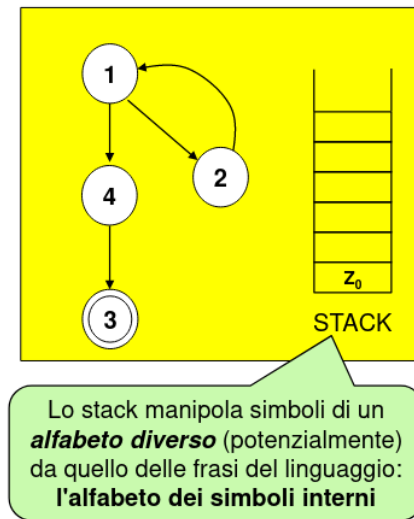 1
2
4
3
Z₀
STACK
Lo stack manipola simboli di un
alfabeto diverso (potenzialmente)
da quello delle frasi del linguaggio:
l'alfabeto dei simboli interni